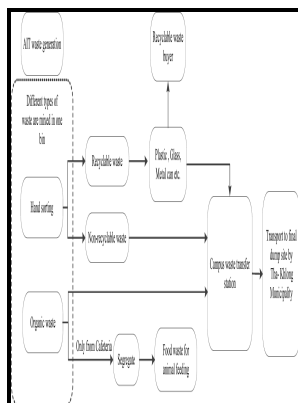 AIT waste generation
Recyclable waste
buyer
Different types of
waste are mixed in one
bin
Recyclable waste
Plastic , Glass,
Metal can etc.
Hand sorting
Non-recyclable waste
Campus waste transfer
station
Transport to final
dump site by
Tha- Khlong
Municipality
Organic waste
Only from Cafeteria
Segregate
Food waste for
animal feeding